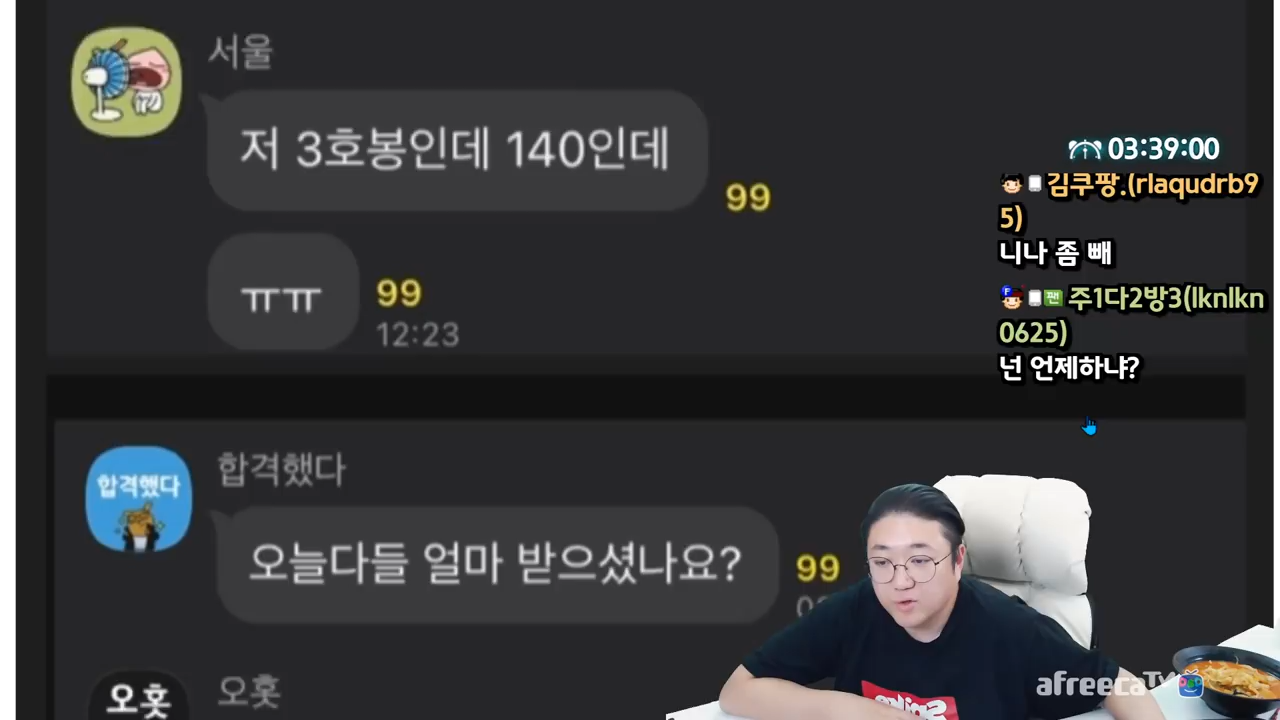 서울
저 3호봉인데 140인데
99
ㅠㅠ
99
12:23
03:39:00
김쿠팡.(rlaqudrb9
5)
니나 좀 빼
주1다2방3(lknlkn
0625)
넌 언제하냐?
합격했다
합격했다
오늘다들 얼마 받으셨나요?
99
오홋
오홋
afreecaTV